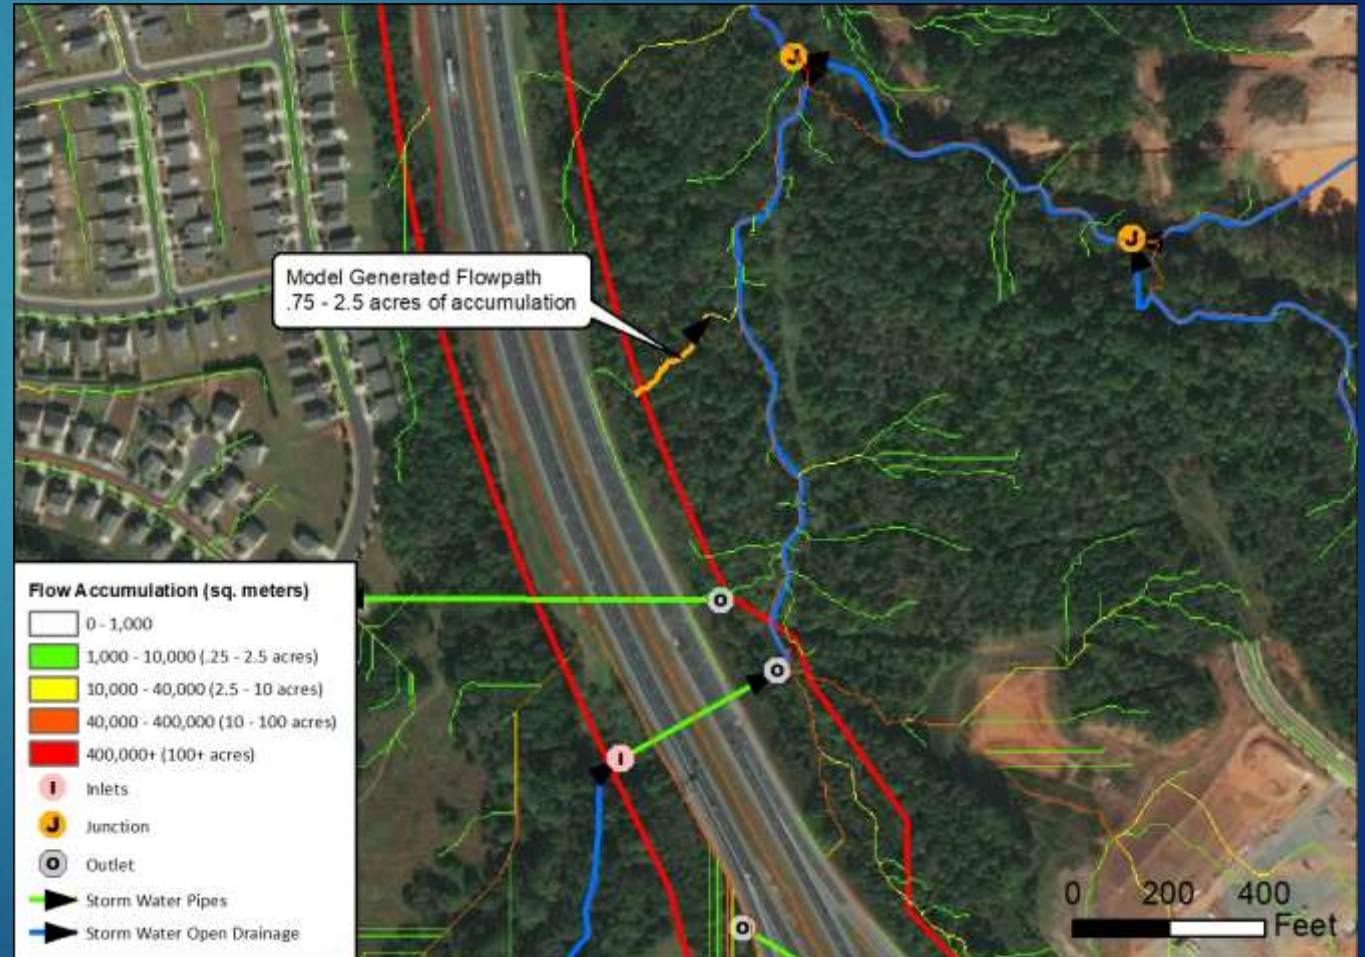 J
J
Model Generated Flowpath
.75 - 2.5 acres of accumulation
O
O
I
O
Flow Accumulation (sq. meters)
0 - 1,000
1,000 - 10,000 (.25 - 2.5 acres)
10,000 - 40,000 (2.5 - 10 acres)
40,000 - 400,000 (10 - 100 acres)
400,000+ (100+ acres)
I Inlets
J Junction
O Outlet
Storm Water Pipes
Storm Water Open Drainage
0 200 400
Feet